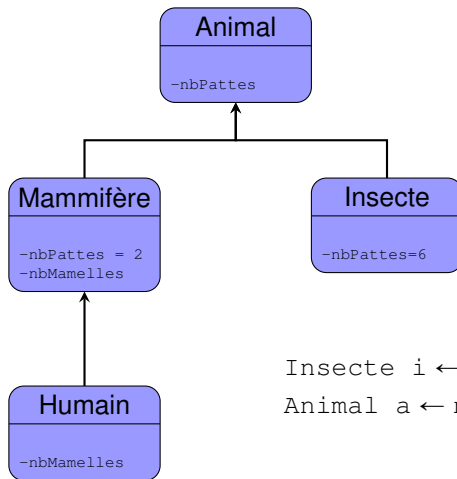 Animal
-nbPattes
Mammifère
-nbPattes = 2
-nbMamelles
Insecte
-nbPattes=6
Humain
-nbMamelles
Insecte i ←
Animal a ←